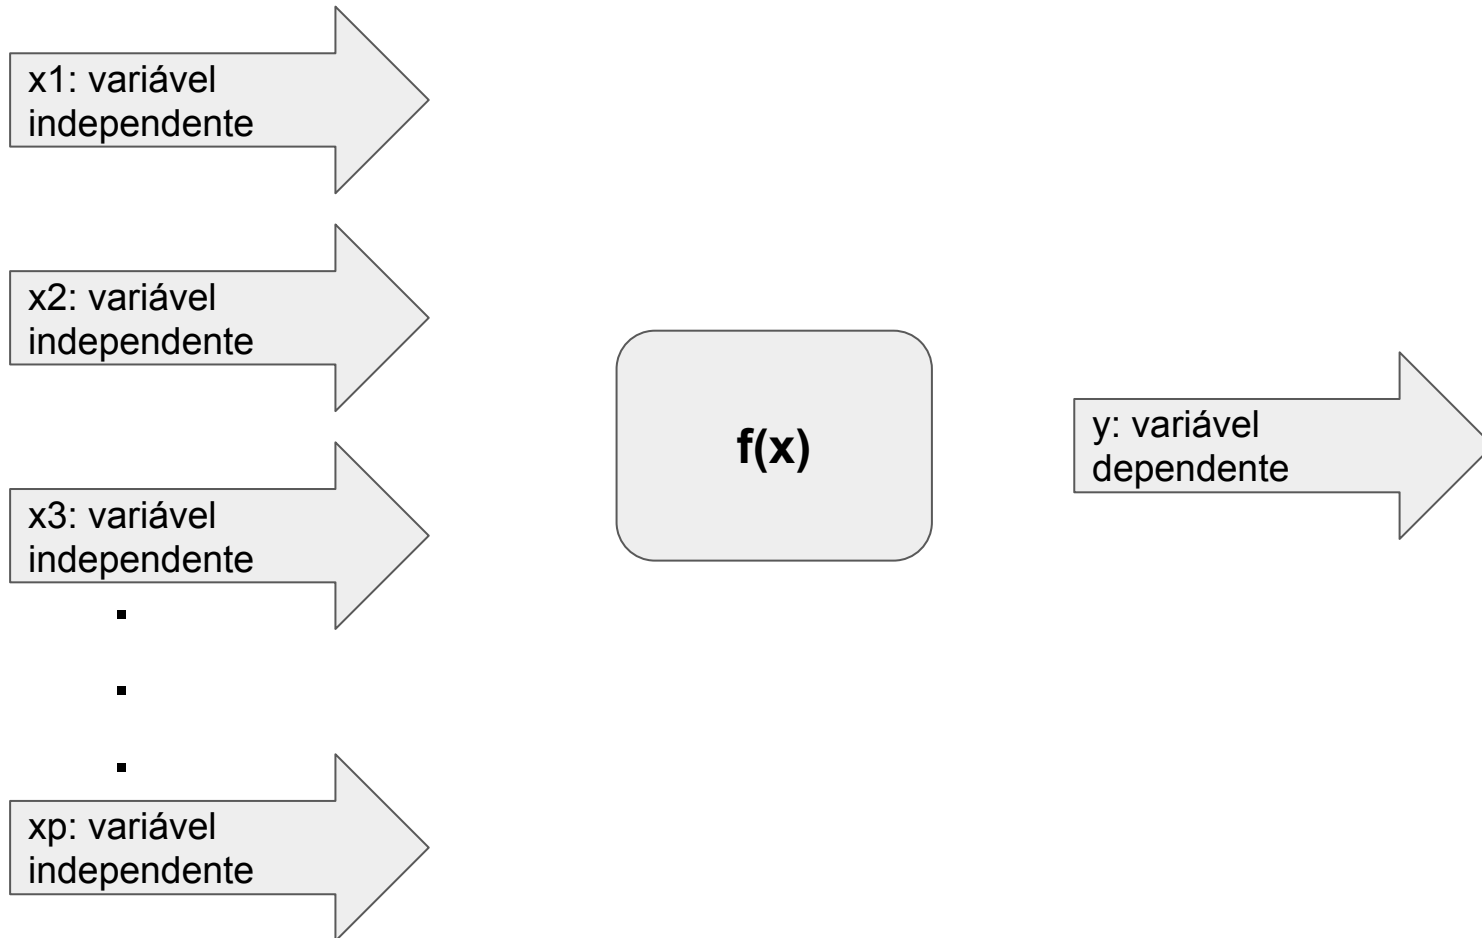 x1: variável
independente
x2: variável
independente
x3: variável
independente
.
.
.
xp: variável
independente
f(x)
y: variável
dependente